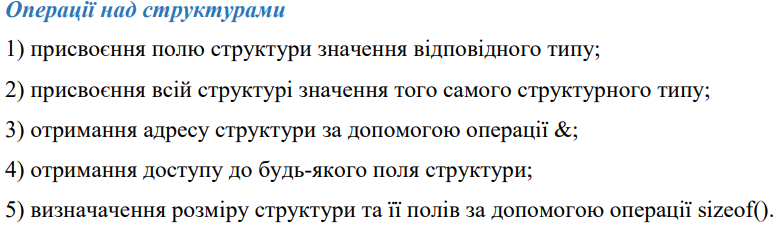 Операції над структурами
1) присвоєння полю структури значення відповідного типу;
2) присвоєння всій структурі значення того самого структурного типу;
3) отримання адресу структури за допомогою операції &;
4) отримання доступу до будь-якого поля структури;
5) визначачення розміру структури та її полів за допомогою операції sizeof().